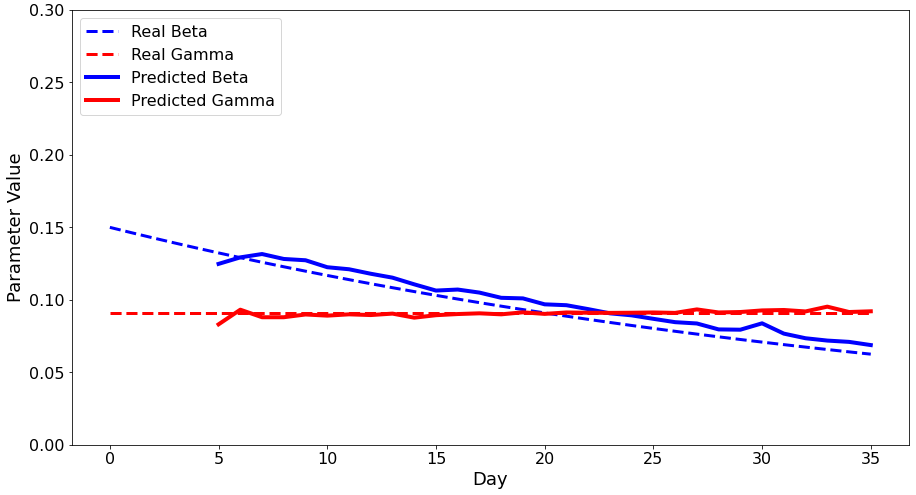 Real Beta
Real Gamma
Predicted Beta
Predicted Gamma
Parameter Value
0.30
0.25
0.20
0.15
0.10
0.05
0.00
0 5 10 15 20 25 30 35
Day